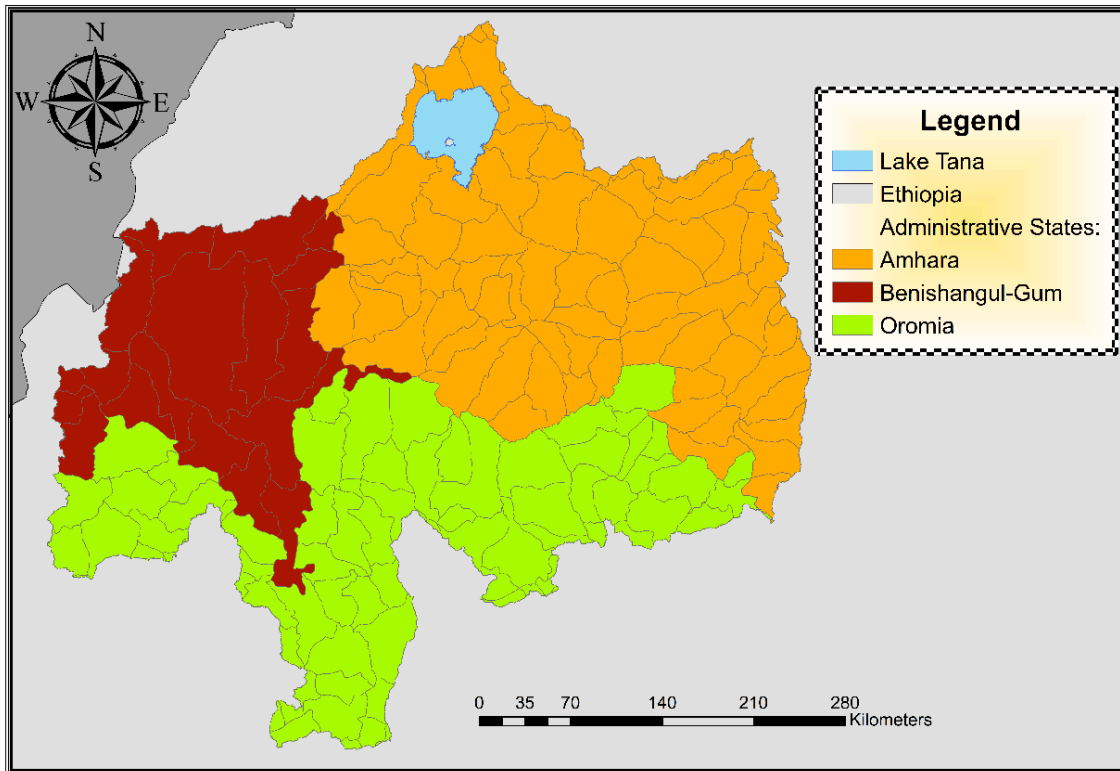 N
W
E
S
Legend
Lake Tana
Ethiopia
Administrative States:
Amhara
Benishangul-Gum
Oromia
0 35 70 140 210 280
Kilometers